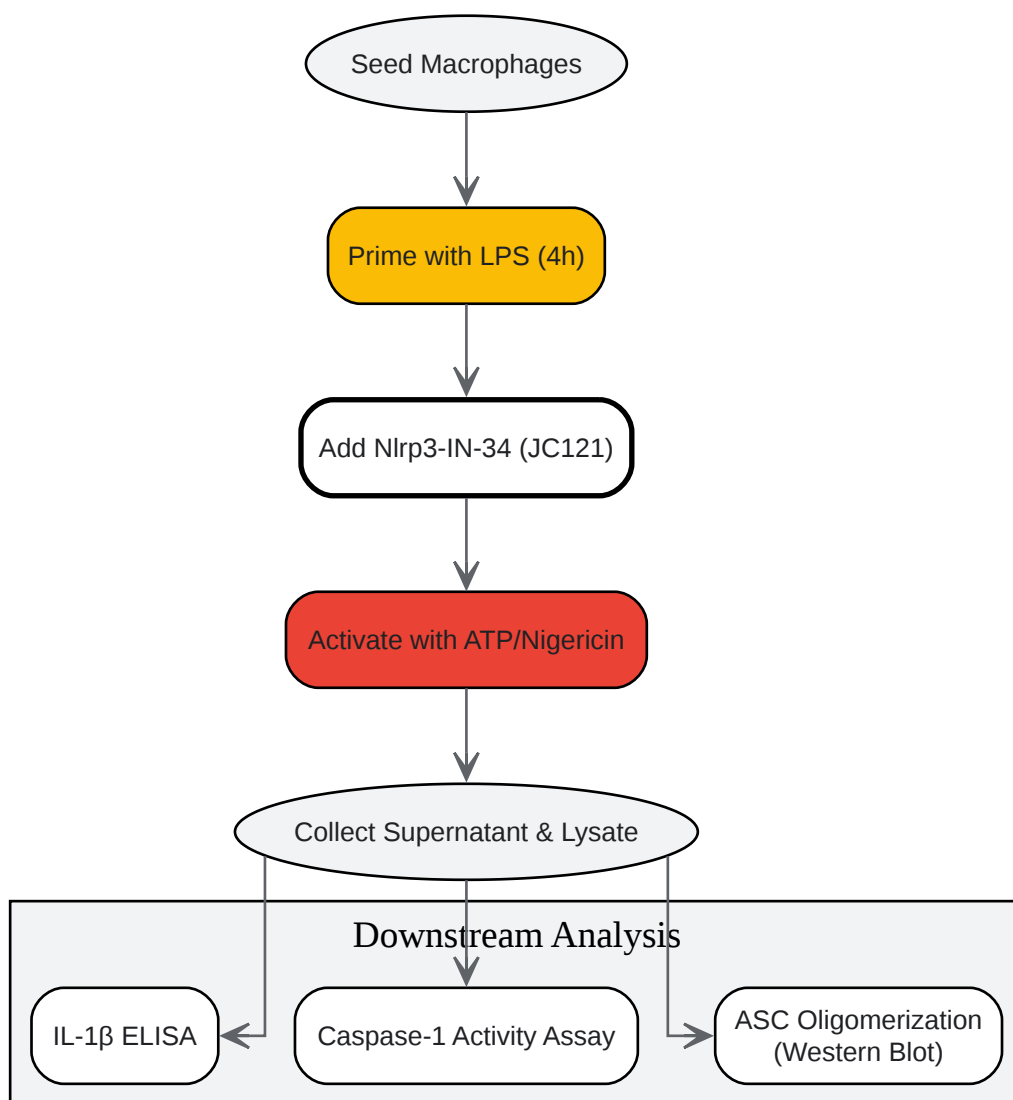 Seed Macrophages
Prime with LPS (4h)
Add Nlrp3-IN-34 (JC121)
Activate with ATP/Nigericin
Collect Supernatant & Lysate
Downstream Analysis
IL-1β ELISA
Caspase-1 Activity Assay
ASC Oligomerization
(Western Blot)